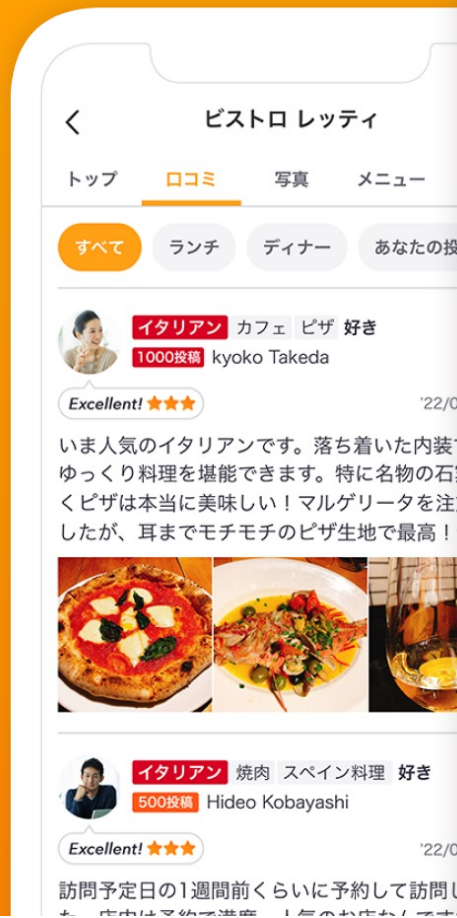 ビストロ レッティ
トップ 口コミ 写真 メニュー
すべて ランチ ディナー あなたの投
イタリアン カフェ ピザ 好き
1000投稿 kyoko Takeda
Excellent! '22/0
いま人気のイタリアンです。落ち着いた内装
ゆっくり料理を堪能できます。特に名物の石
くピザは本当に美味しい！マルゲリータを注
したが、耳までモチモチのピザ生地で最高！
イタリアン 焼肉 スペイン料理 好き
500投稿 Hideo Kobayashi
Excellent! '22/0
訪問予定日の1週間前くらいに予約して訪問し